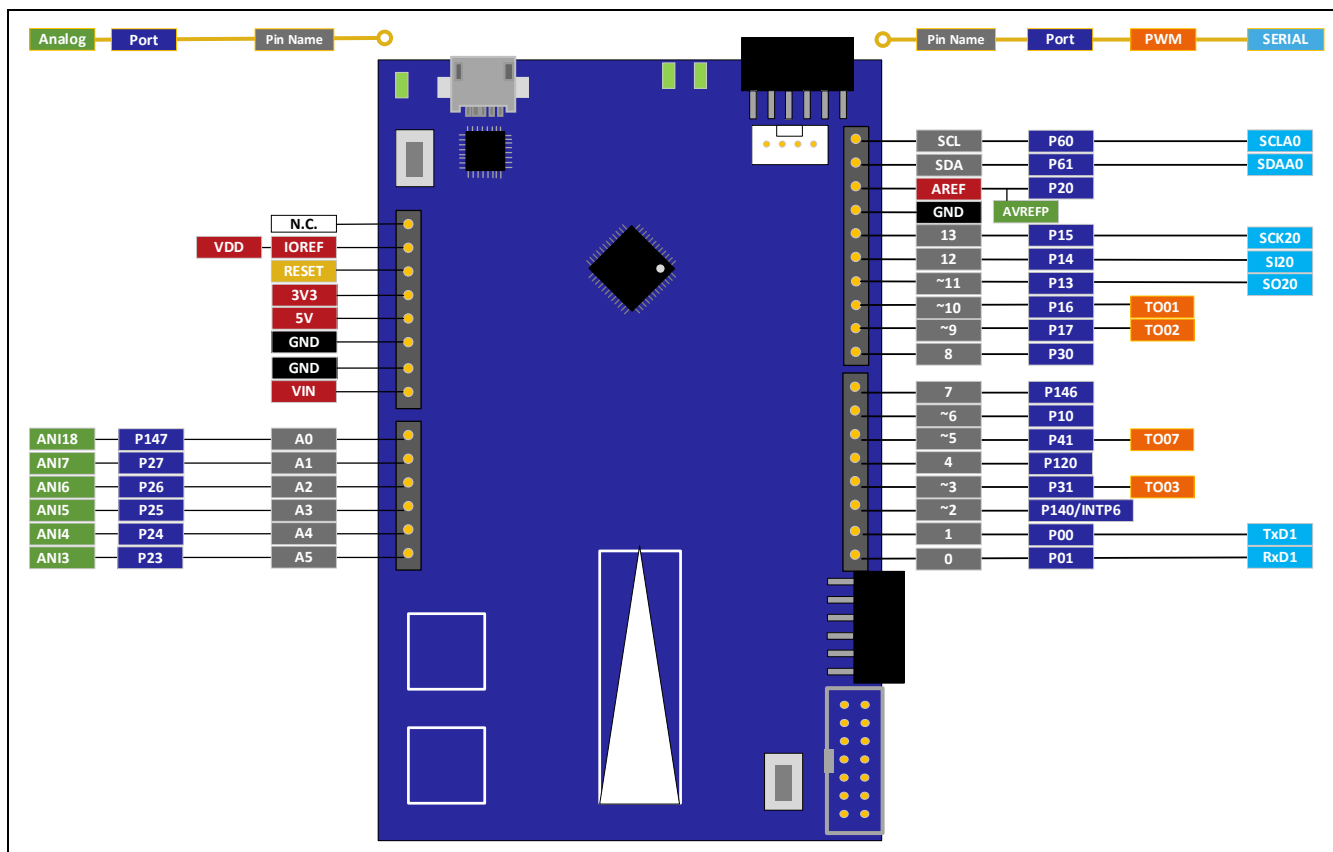 Analog Port Pin Name
Pin Name Port PWM SERIAL
SCL P60 SCLA0
SDA P61 SDAA0
AREF P20
GND AVREFP
13 P15 SCK20
12 P14 SI20
~11 P13 SO20
~10 P16 TO01
~9 P17 TO02
8 P30
N.C.
VDD IOREF
RESET
3V3
5V
GND
GND
VIN
7 P146
~6 P10
~5 P41 TO07
4 P120
~3 P31 TO03
~2 P140/INTP6
1 P00 TxD1
0 P01 RxD1
ANI18 P147 A0
ANI7 P27 A1
ANI6 P26 A2
ANI5 P25 A3
ANI4 P24 A4
ANI3 P23 A5